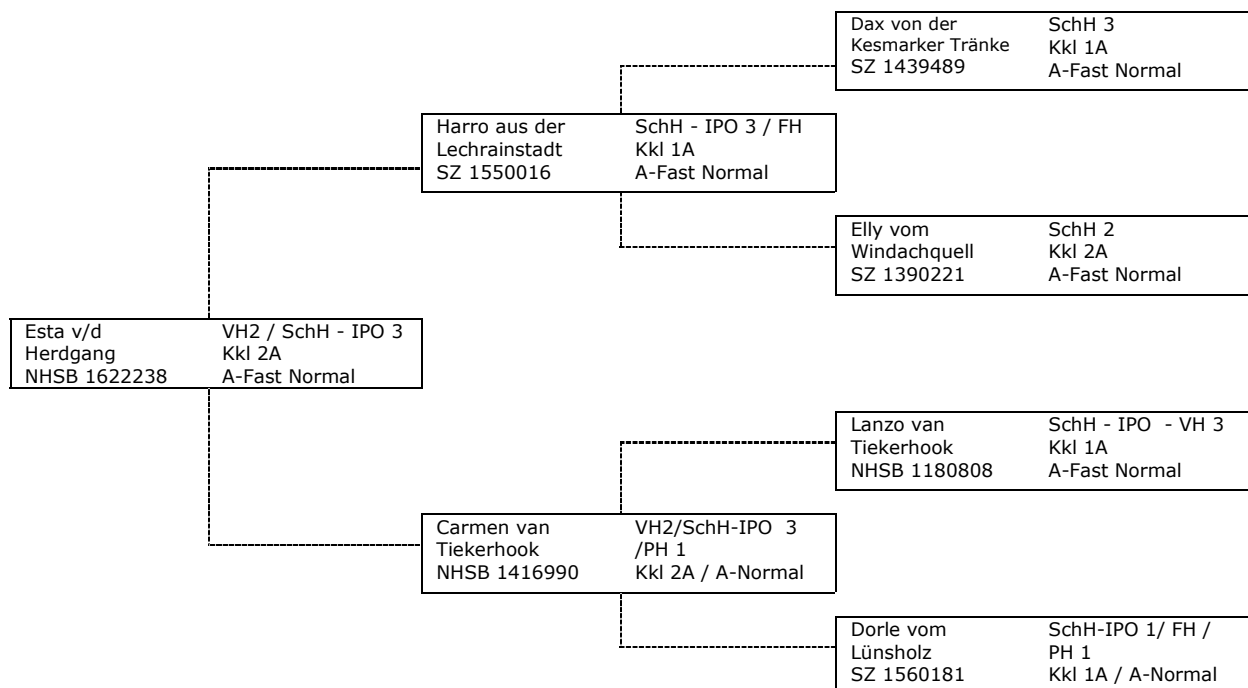 Dax von der SchH 3
Kesmarker Tränke Kkl 1A
SZ 1439489 A-Fast Normal
Harro aus der SchH - IPO 3 / FH
Lechrainstadt Kkl 1A
SZ 1550016 A-Fast Normal
Elly vom SchH 2
Windachquell Kkl 2A
SZ 1390221 A-Fast Normal
Esta v/d VH2 / SchH - IPO 3
Herdgang Kkl 2A
NHSB 1622238 A-Fast Normal
Lanzo van SchH - IPO - VH 3
Tiekerhook Kkl 1A
NHSB 1180808 A-Fast Normal
Carmen van VH2/SchH-IPO 3
Tiekerhook /PH 1
NHSB 1416990 Kkl 2A / A-Normal
Dorle vom SchH-IPO 1/ FH /
Lünsholz PH 1
SZ 1560181 Kkl 1A / A-Normal